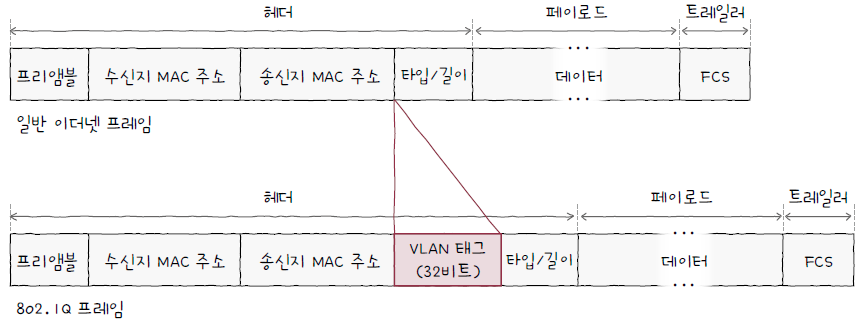 헤더 페이로드 트레일러
프리앰블 수신지 MAC 주소 송신지 MAC 주소 타입/길이 데이터 FCS
일반 이더넷 프레임
헤더 페이로드 트레일러
프리앰블 수신지 MAC 주소 송신지 MAC 주소 VLAN 태그 (32비트) 타입/길이 데이터 FCS
802.1Q 프레임